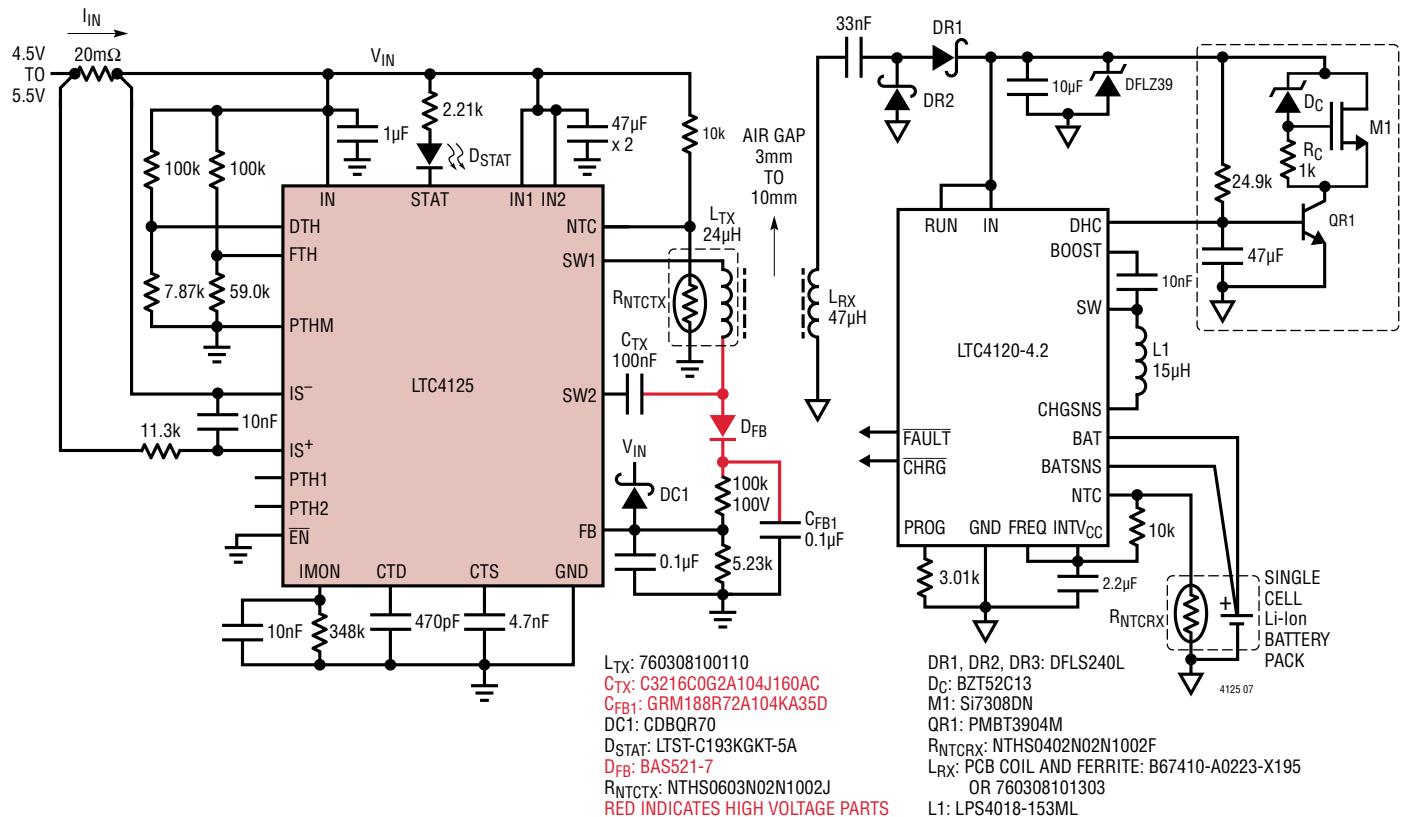 I_IN
4.5V
TO
5.5V
20mΩ
V_IN
2.21k
1µF
D_STAT
47µF
x 2
10k
100k
100k
7.87k
59.0k
IN
STAT
IN1 IN2
DTH
FTH
PTHM
IS⁻
IS⁺
PTH1
PTH2
E̅N̅
NTC
SW1
SW2
FB
LTC4125
IMON
CTD
CTS
GND
10nF
11.3k
10nF
348k
470pF
4.7nF
L_TX
24µH
R_NTCTX
C_TX
100nF
D_FB
V_IN
DC1
100k
100V
C_FB1
0.1µF
0.1µF
5.23k
AIR GAP
3mm
TO
10mm
L_RX
47µH
33nF
DR1
DR2
10µF
DFLZ39
D_C
R_C
1k
M1
24.9k
QR1
47µF
RUN
IN
DHC
BOOST
10nF
SW
LTC4120-4.2
L1
15µH
CHGSNS
BAT
BATSNS
NTC
F̅A̅U̅L̅T̅
C̅H̅R̅G̅
PROG
GND
FREQ
INTV_CC
10k
3.01k
2.2µF
R_NTCRX
+
SINGLE
CELL
Li-Ion
BATTERY
PACK
4125 07
L_TX: 760308100110
C_TX: C3216C0G2A104J160AC
C_FB1: GRM188R72A104KA35D
DC1: CDBQR70
D_STAT: LTST-C193KGKT-5A
D_FB: BAS521-7
R_NTCTX: NTHS0603N02N1002J
RED INDICATES HIGH VOLTAGE PARTS
DR1, DR2, DR3: DFLS240L
D_C: BZT52C13
M1: Si7308DN
QR1: PMBT3904M
R_NTCRX: NTHS0402N02N1002F
L_RX: PCB COIL AND FERRITE: B67410-A0223-X195
OR 760308101303
L1: LPS4018-153ML